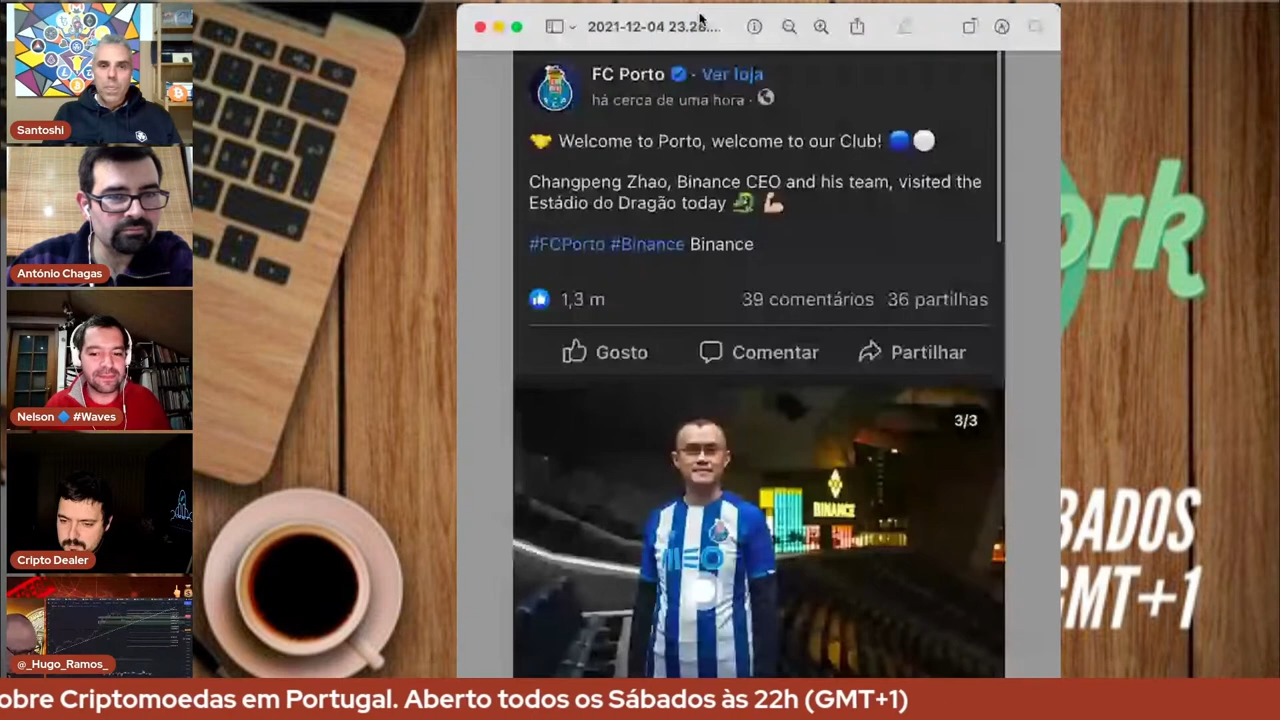 2021-12-04 23.28....
FC Porto · Ver loja
há cerca de uma hora ·
Welcome to Porto, welcome to our Club!
Changpeng Zhao, Binance CEO and his team, visited the
Estádio do Dragão today
#FCPorto #Binance Binance
1,3 m
39 comentários 36 partilhas
Gosto
Comentar
Partilhar
3/3
BINANCE
MEO
Santoshi
António Chagas
Nelson 🔷 #Waves
Cripto Dealer
@_Hugo_Ramos_
ork
BADOS
GMT+1
obre Criptomoedas em Portugal. Aberto todos os Sábados às 22h (GMT+1)